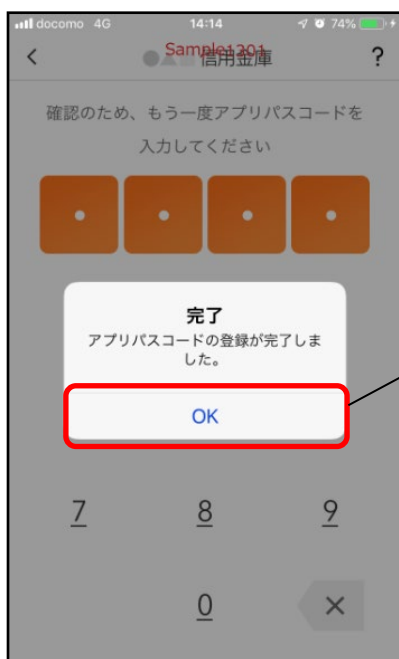 docomo 4G 14:14 74%
●▲■信用金庫
Sample1201
?
確認のため、もう一度アプリパスコードを
入力してください
完了
アプリパスコードの登録が完了しま
した。
OK
7 8 9
0